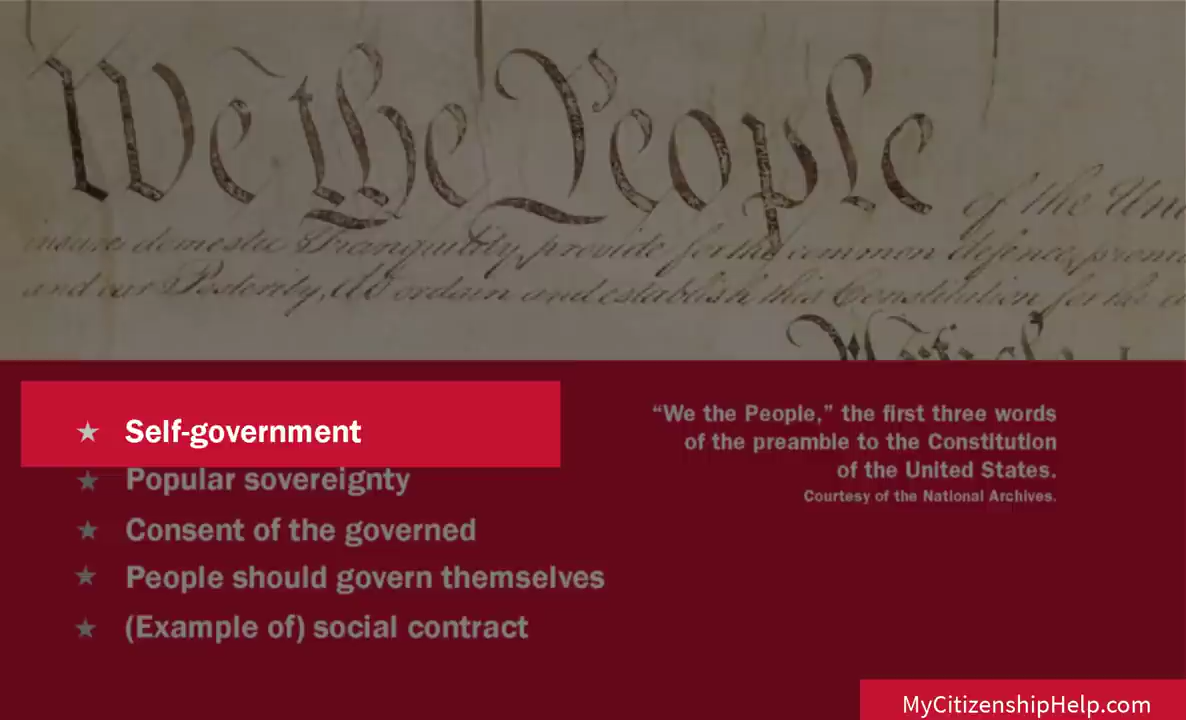 We the People
of the Uni
insure domestic Tranquility, provide for the common defence, promo
and our Posterity, do ordain and establish this Constitution for the
★ Self-government
★ Popular sovereignty
★ Consent of the governed
★ People should govern themselves
★ (Example of) social contract
“We the People,” the first three words
of the preamble to the Constitution
of the United States.
Courtesy of the National Archives.
MyCitizenshipHelp.com